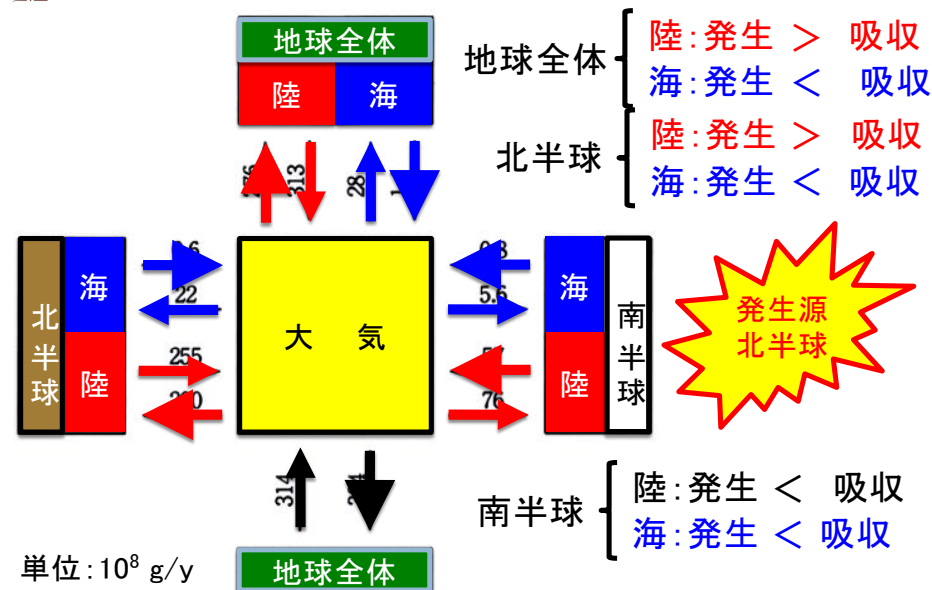 地球全体
陸 海
地球全体
陸:発生 > 吸収
海:発生 < 吸収
北半球
陸:発生 > 吸収
海:発生 < 吸収
313
28
北半球
海
陸
22
255
大 気
5.6
76
海
陸
南半球
発生源
北半球
314
南半球
陸:発生 < 吸収
海:発生 < 吸収
単位:10⁸ g/y
地球全体